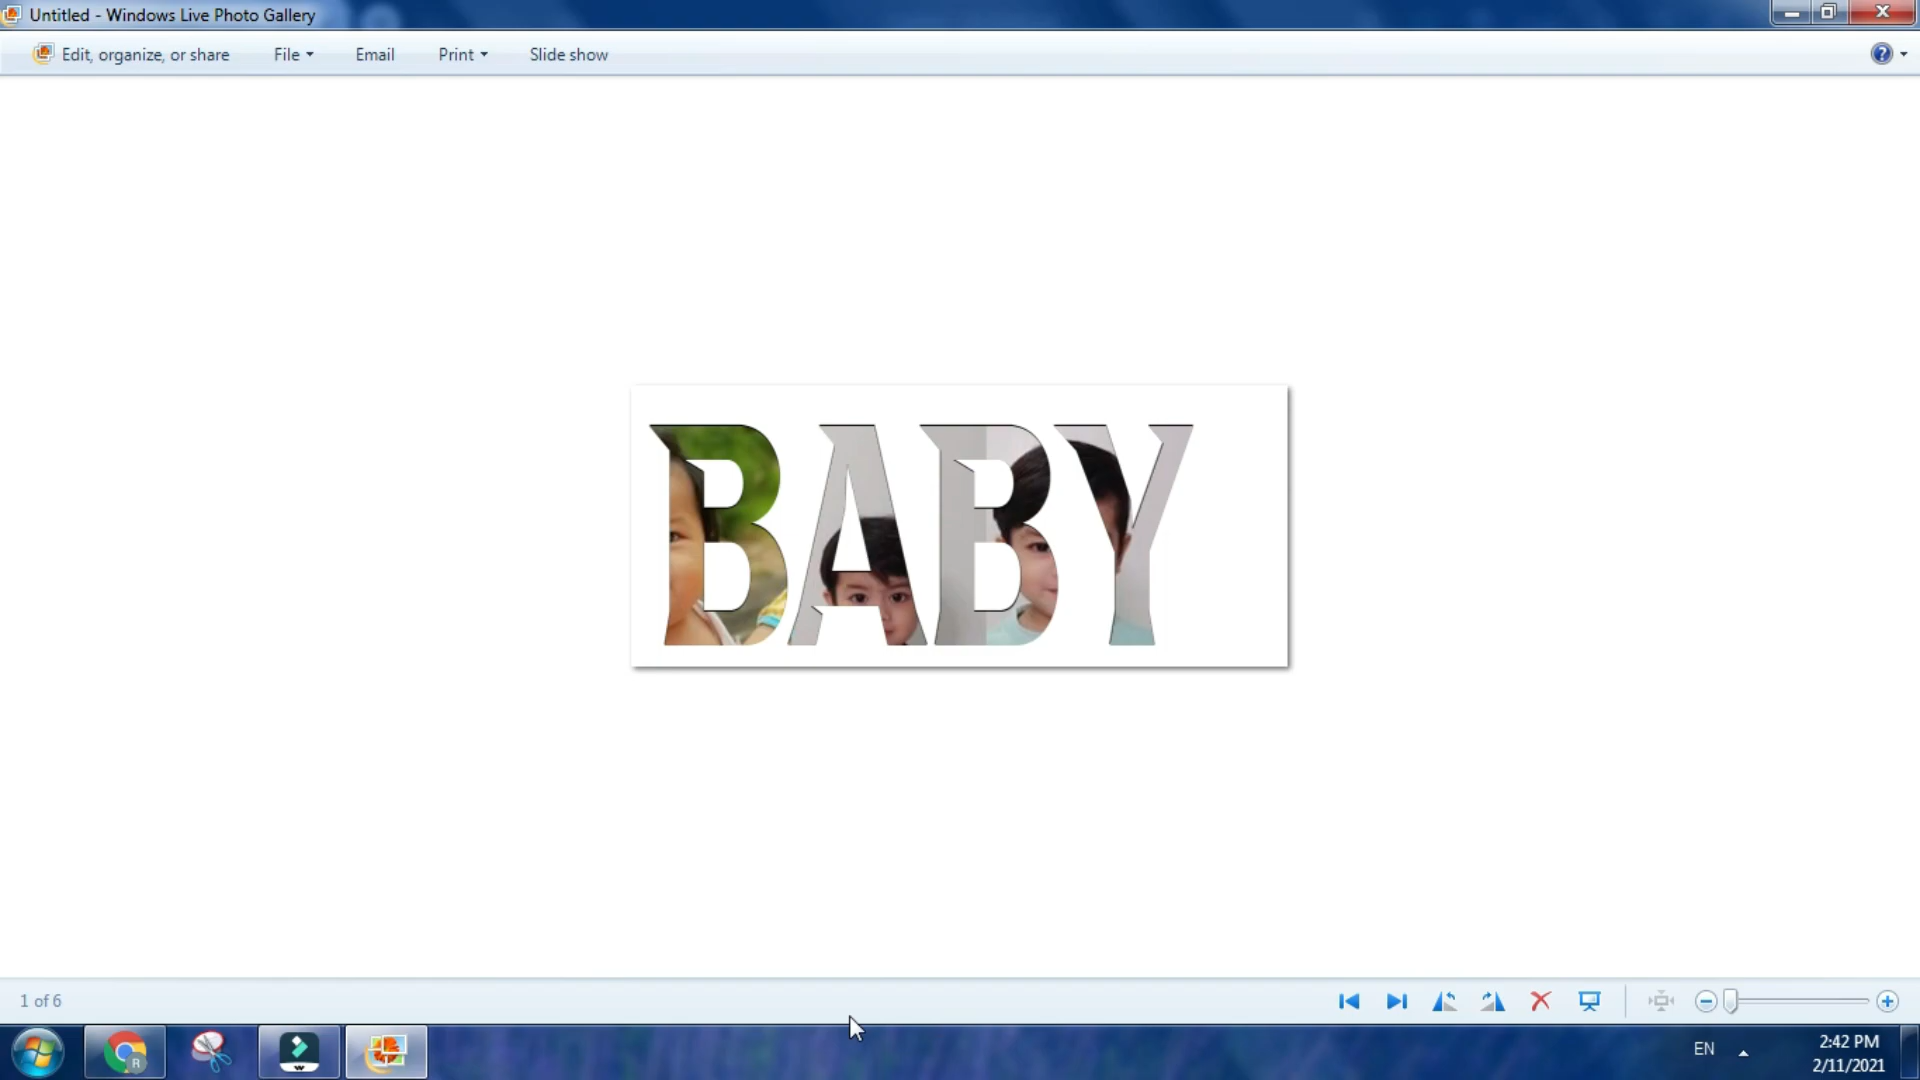 Untitled - Windows Live Photo Gallery
Edit, organize, or share File Email Print Slide show
BABY
1 of 6
R
W
EN
2:42 PM
2/11/2021